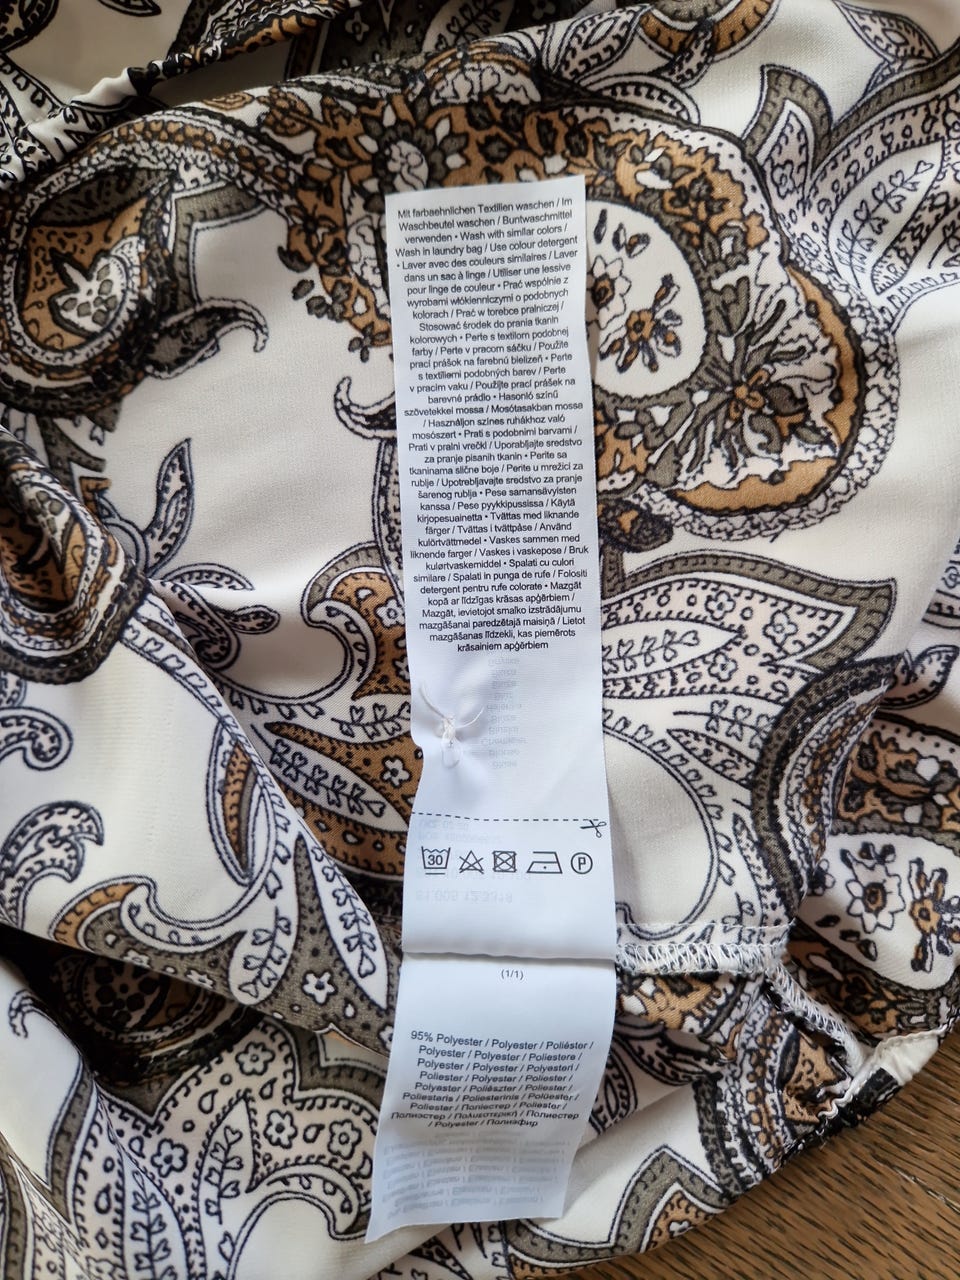 Mit farbaehnlichen Textilien waschen / Im
Waschbeutel waschen / Buntwaschmittel
verwenden • Wash with similar colors /
Wash in laundry bag / Use colour detergent
• Laver avec des couleurs similaires / Laver
dans un sac à linge / Utiliser une lessive
pour linge de couleur • Prać wspólnie z
wyrobami włókienniczymi o podobnych
kolorach / Prać w torebce pralniczej /
Stosować środek do prania tkanin
kolorowych • Perte s textilom podobnej
farby / Perte v pracom sáčku / Použite
prací prášok na farebnú bielizeň • Perte
s textiliemi podobných barev / Perte
v pracím vaku / Použijte prací prášek na
barevné prádlo • Hasonló színű
szövetekkel mossa / Mosótasakban mossa
/ Használjon színes ruhákhoz való
mosószert • Prati s podobnimi barvami /
Prati v pralni vrečki / Uporabljajte sredstvo
za pranje pisanih tkanin • Perite sa
tkaninama slične boje / Perite u mrežici za
rublje / Upotrebljavajte sredstvo za pranje
šarenog rublja • Pese samansävyisten
kanssa / Pese pyykkipussissa / Käytä
kirjopesuainetta • Tvättas med liknande
färger / Tvättas i tvättpåse / Använd
kulörtvättmedel • Vaskes sammen med
liknende farger / Vaskes i vaskepose / Bruk
kulørtvaskemiddel • Spalati cu culori
similare / Spalati in punga de rufe / Folositi
detergent pentru rufe colorate • Mazgāt
kopā ar līdzīgas krāsas apģērbiem /
Mazgāt, ievietojot smalko izstrādājumu
mazgāšanai paredzētajā maisiņā / Lietot
mazgāšanas līdzekli, kas piemērots
krāsainiem apģērbiem
30 P
(1/1)
95% Polyester / Polyester / Poliéster /
Polyester / Polyester / Poliestere /
Polyester / Polyester / Polyesteri /
Poliester / Polyester / Poliester /
Polyester / Poliészter / Poliester /
Poliesteris / Poliesterinis / Polüester /
Poliester / Полиестер / Poliester /
Полиэстер / Πολυεστερική / Полиестер
/ Polyester / Полиэфир